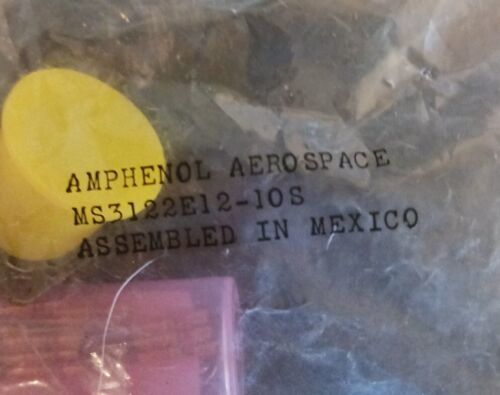 AMPHENOL AEROSPACE
MS3122E12-10S
ASSEMBLED IN MEXICO